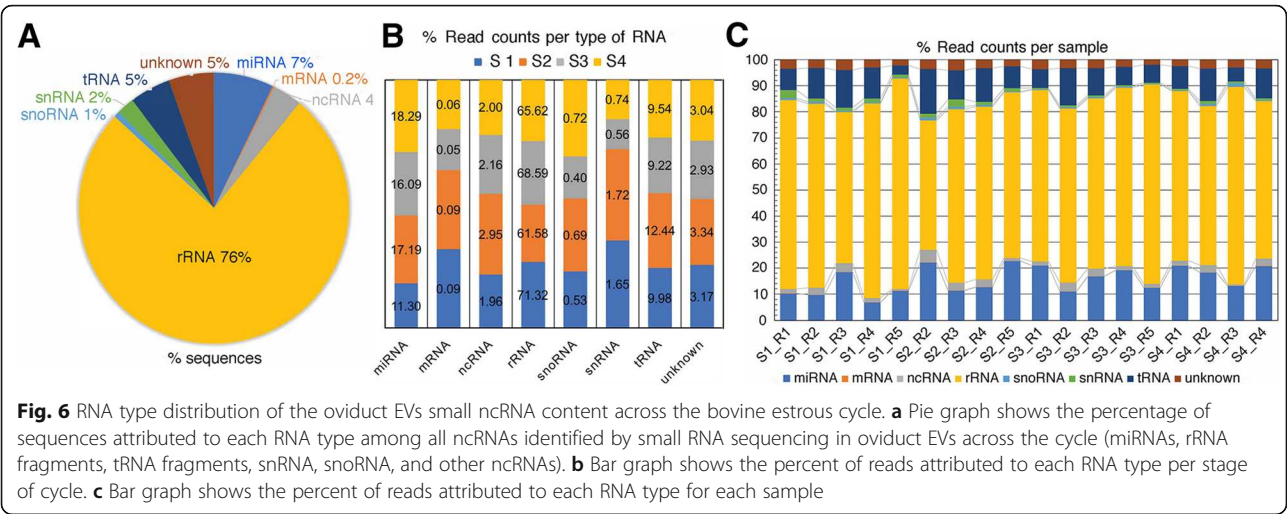 A
unknown 5%
miRNA 7%
tRNA 5%
mRNA 0.2%
snRNA 2%
ncRNA 4
snoRNA 1%
rRNA 76%
% sequences
B
% Read counts per type of RNA
S 1 S2 S3 S4
18.29 0.06 2.00 65.62 0.72 0.74 9.54 3.04
16.09 0.05 2.16 68.59 0.40 0.56 9.22 2.93
17.19 0.09 2.95 61.58 0.69 1.72 12.44 3.34
11.30 0.09 1.96 71.32 0.53 1.65 9.98 3.17
miRNA mRNA ncRNA rRNA snoRNA snRNA tRNA unknown
C
% Read counts per sample
100
90
80
70
60
50
40
30
20
10
0
S1_R1 S1_R2 S1_R3 S1_R4 S1_R5 S2_R2 S2_R3 S2_R4 S2_R5 S3_R1 S3_R2 S3_R3 S3_R4 S3_R5 S4_R1 S4_R2 S4_R3 S4_R4
miRNA mRNA ncRNA rRNA snoRNA snRNA tRNA unknown
Fig. 6 RNA type distribution of the oviduct EVs small ncRNA content across the bovine estrous cycle. a Pie graph shows the percentage of
sequences attributed to each RNA type among all ncRNAs identified by small RNA sequencing in oviduct EVs across the cycle (miRNAs, rRNA
fragments, tRNA fragments, snRNA, snoRNA, and other ncRNAs). b Bar graph shows the percent of reads attributed to each RNA type per stage
of cycle. c Bar graph shows the percent of reads attributed to each RNA type for each sample